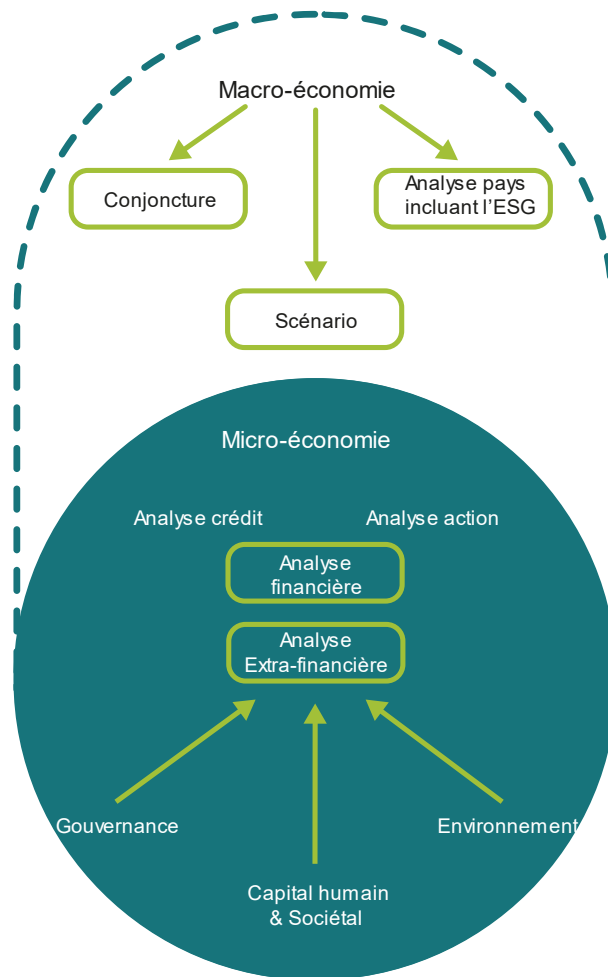 Macro-économie
Conjoncture
Analyse pays
incluant l'ESG
Scénario
Micro-économie
Analyse crédit
Analyse action
Analyse
financière
Analyse
Extra-financière
Gouvernance
Environnement
Capital humain
& Sociétal